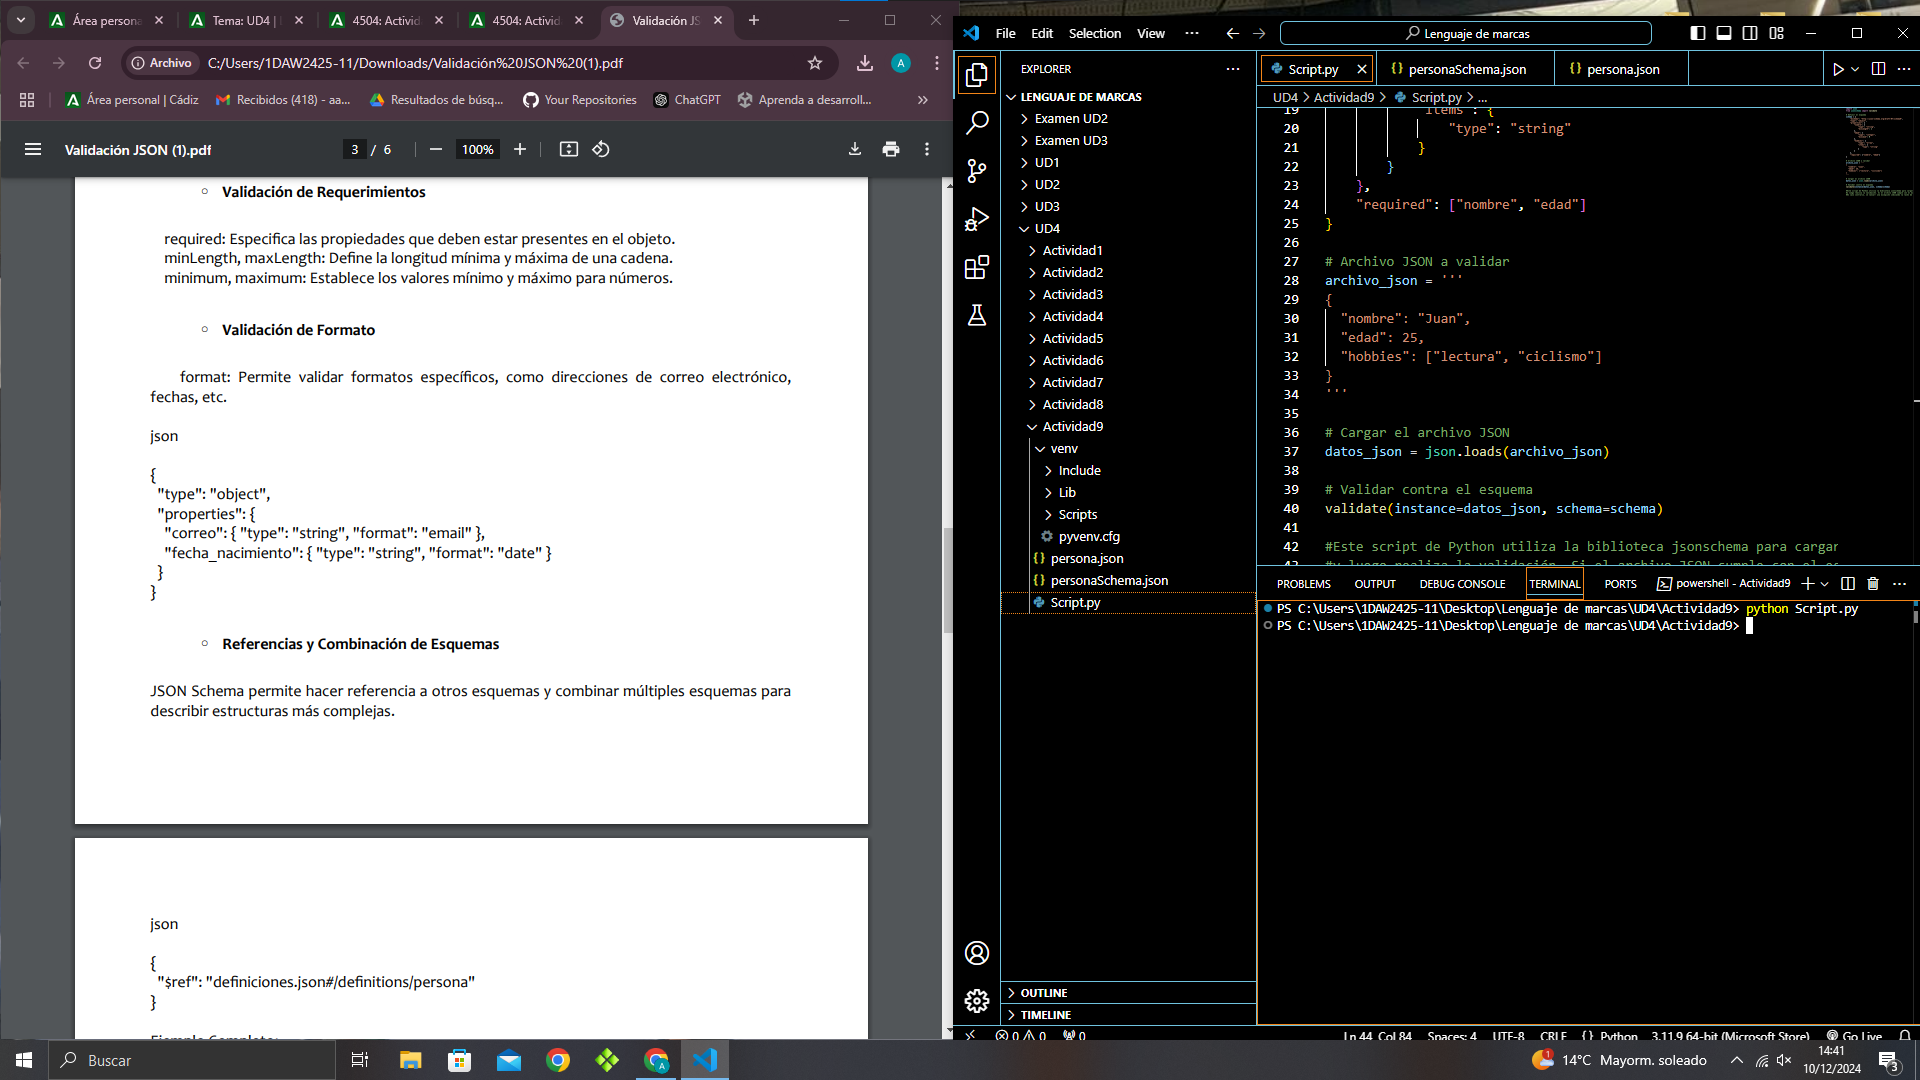 Área persona
Tema: UD4 |
4504: Activid
4504: Activid
Validación JS
Archivo
C:/Users/1DAW2425-11/Downloads/Validación%20JSON%20(1).pdf
A
Área personal | Cádiz
Recibidos (418) - aa...
Resultados de búsq...
Your Repositories
ChatGPT
Aprenda a desarroll...
»
Validación JSON (1).pdf
3 / 6
100%
Validación de Requerimientos
required: Especifica las propiedades que deben estar presentes en el objeto.
minLength, maxLength: Define la longitud mínima y máxima de una cadena.
minimum, maximum: Establece los valores mínimo y máximo para números.
Validación de Formato
format: Permite validar formatos específicos, como direcciones de correo electrónico,
fechas, etc.
json
{
"type": "object",
"properties": {
"correo": { "type": "string", "format": "email" },
"fecha_nacimiento": { "type": "string", "format": "date" }
}
}
Referencias y Combinación de Esquemas
JSON Schema permite hacer referencia a otros esquemas y combinar múltiples esquemas para
describir estructuras más complejas.
json
{
"$ref": "definiciones.json#/definitions/persona"
}
Ejemplo Completo:
File Edit Selection View ···
Lenguaje de marcas
EXPLORER
LENGUAJE DE MARCAS
Examen UD2
Examen UD3
UD1
UD2
UD3
UD4
Actividad1
Actividad2
Actividad3
Actividad4
Actividad5
Actividad6
Actividad7
Actividad8
Actividad9
venv
Include
Lib
Scripts
pyvenv.cfg
{} persona.json
{} personaSchema.json
Script.py
OUTLINE
TIMELINE
Script.py
{} personaSchema.json
{} persona.json
UD4 > Actividad9 > Script.py > ...
19 "items": {
20 "type": "string"
21 }
22 }
23 },
24 "required": ["nombre", "edad"]
25 }
26
27 # Archivo JSON a validar
28 archivo_json = '''
29 {
30 "nombre": "Juan",
31 "edad": 25,
32 "hobbies": ["lectura", "ciclismo"]
33 }
34 '''
35
36 # Cargar el archivo JSON
37 datos_json = json.loads(archivo_json)
38
39 # Validar contra el esquema
40 validate(instance=datos_json, schema=schema)
41
42 #Este script de Python utiliza la biblioteca jsonschema para cargar
#y luego realiza la validación. Si el archivo JSON cumple con el es
PROBLEMS OUTPUT DEBUG CONSOLE TERMINAL PORTS powershell - Actividad9
PS C:\Users\1DAW2425-11\Desktop\Lenguaje de marcas\UD4\Actividad9> python Script.py
PS C:\Users\1DAW2425-11\Desktop\Lenguaje de marcas\UD4\Actividad9>
0 0 0
Ln 44, Col 84 Spaces: 4 UTF-8 CRLF {} Python 3.11.9 64-bit (Microsoft Store) Go Live
Buscar
1
14°C Mayorm. soleado
14:41
10/12/2024
3